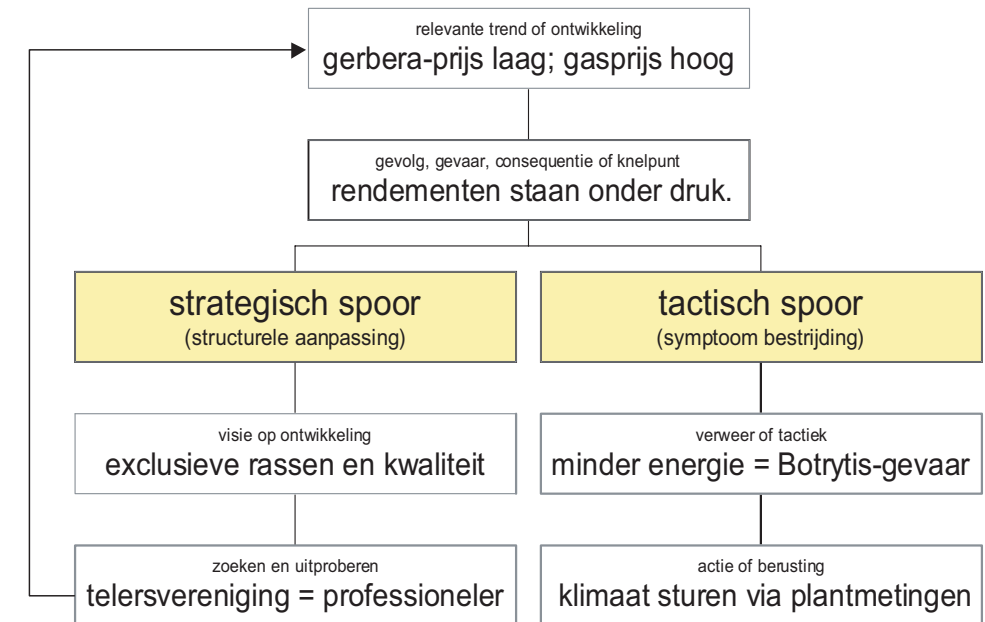 relevante trend of ontwikkeling
gerbera-prijs laag; gasprijs hoog
gevolg, gevaar, consequentie of knelpunt
rendementen staan onder druk.
strategisch spoor
(structurele aanpassing)
tactisch spoor
(symptoom bestrijding)
visie op ontwikkeling
exclusieve rassen en kwaliteit
verweer of tactiek
minder energie = Botrytis-gevaar
zoeken en uitproberen
telersvereniging = professioneler
actie of berusting
klimaat sturen via plantmetingen